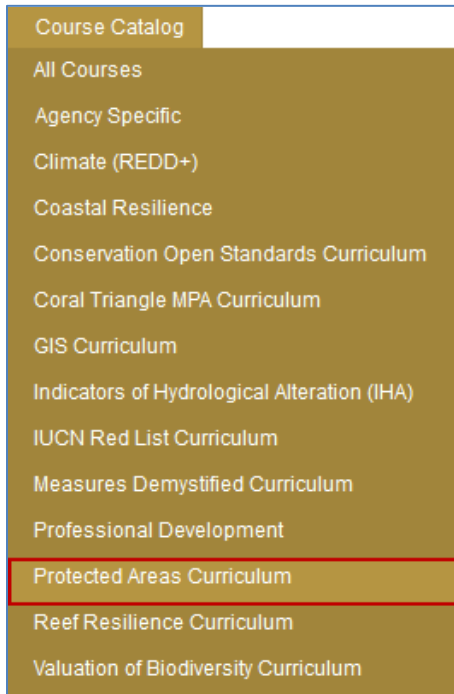 Course Catalog
All Courses
Agency Specific
Climate (REDD+)
Coastal Resilience
Conservation Open Standards Curriculum
Coral Triangle MPA Curriculum
GIS Curriculum
Indicators of Hydrological Alteration (IHA)
IUCN Red List Curriculum
Measures Demystified Curriculum
Professional Development
Protected Areas Curriculum
Reef Resilience Curriculum
Valuation of Biodiversity Curriculum